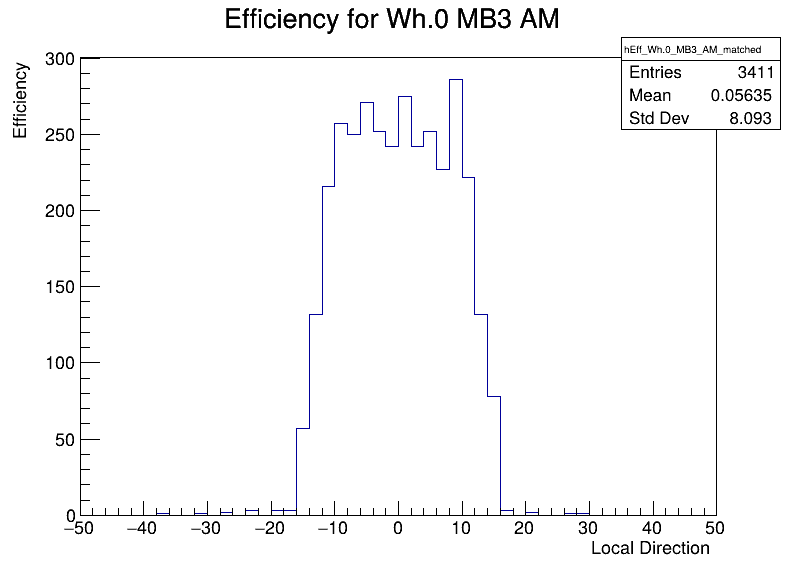 Efficiency for Wh.0 MB3 AM
hEff_Wh.0_MB3_AM_matched
Entries 3411
Mean 0.05635
Std Dev 8.093
Efficiency
300
250
200
150
100
50
0
−50 −40 −30 −20 −10 0 10 20 30 40 50
Local Direction